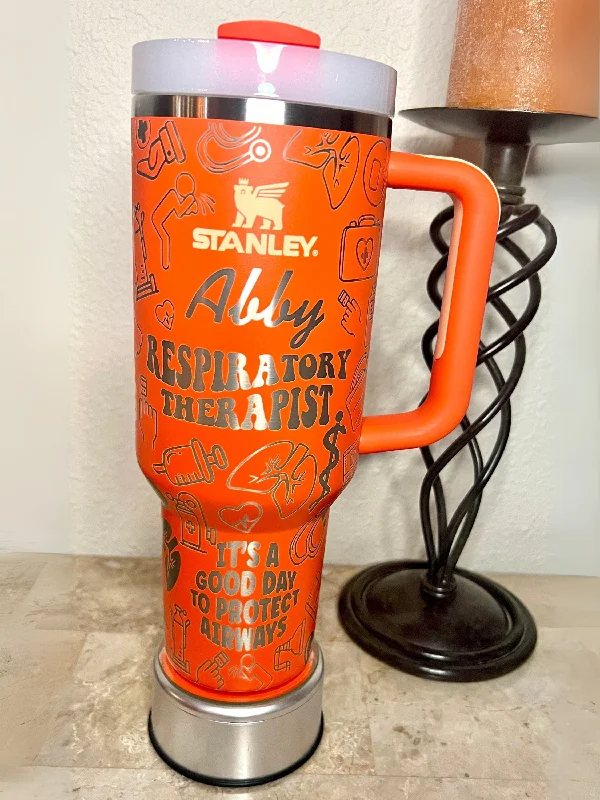 STANLEY®
Abby
RESPIRATORY
THERAPIST
IT'S A
GOOD DAY
TO PROTECT
AIRWAYS